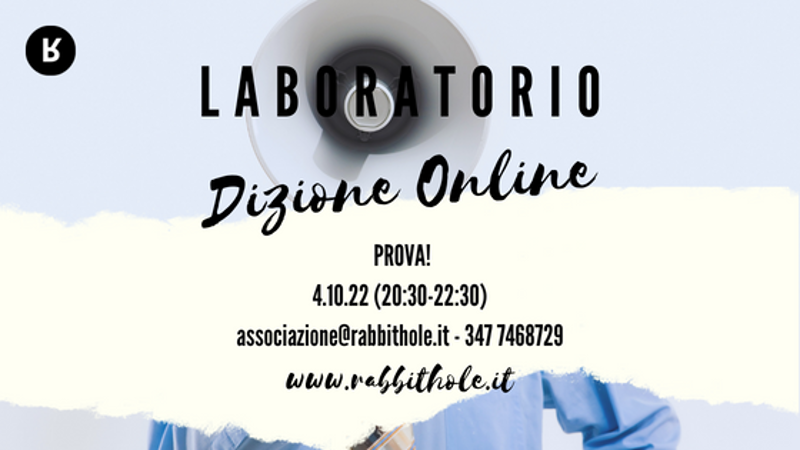 R
LABORATORIO
Dizione Online
PROVA!
4.10.22 (20:30-22:30)
associazione@rabbithole.it - 347 7468729
www.rabbithole.it